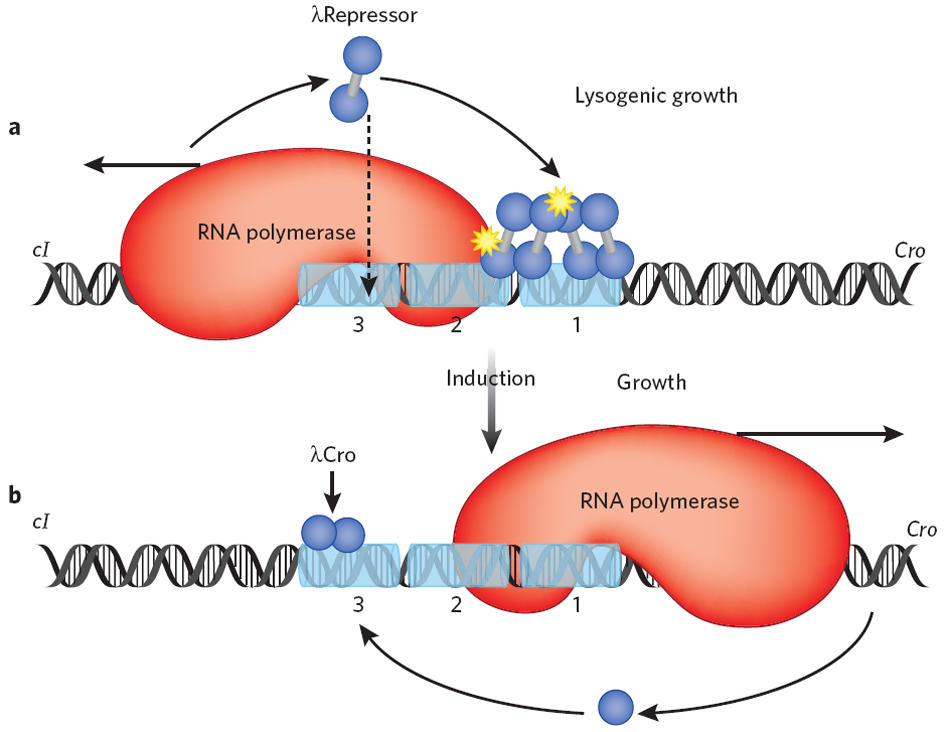 λRepressor
Lysogenic growth
a
RNA polymerase
cI
Cro
3 2 1
Induction Growth
λCro
b
RNA polymerase
cI
Cro
3 2 1